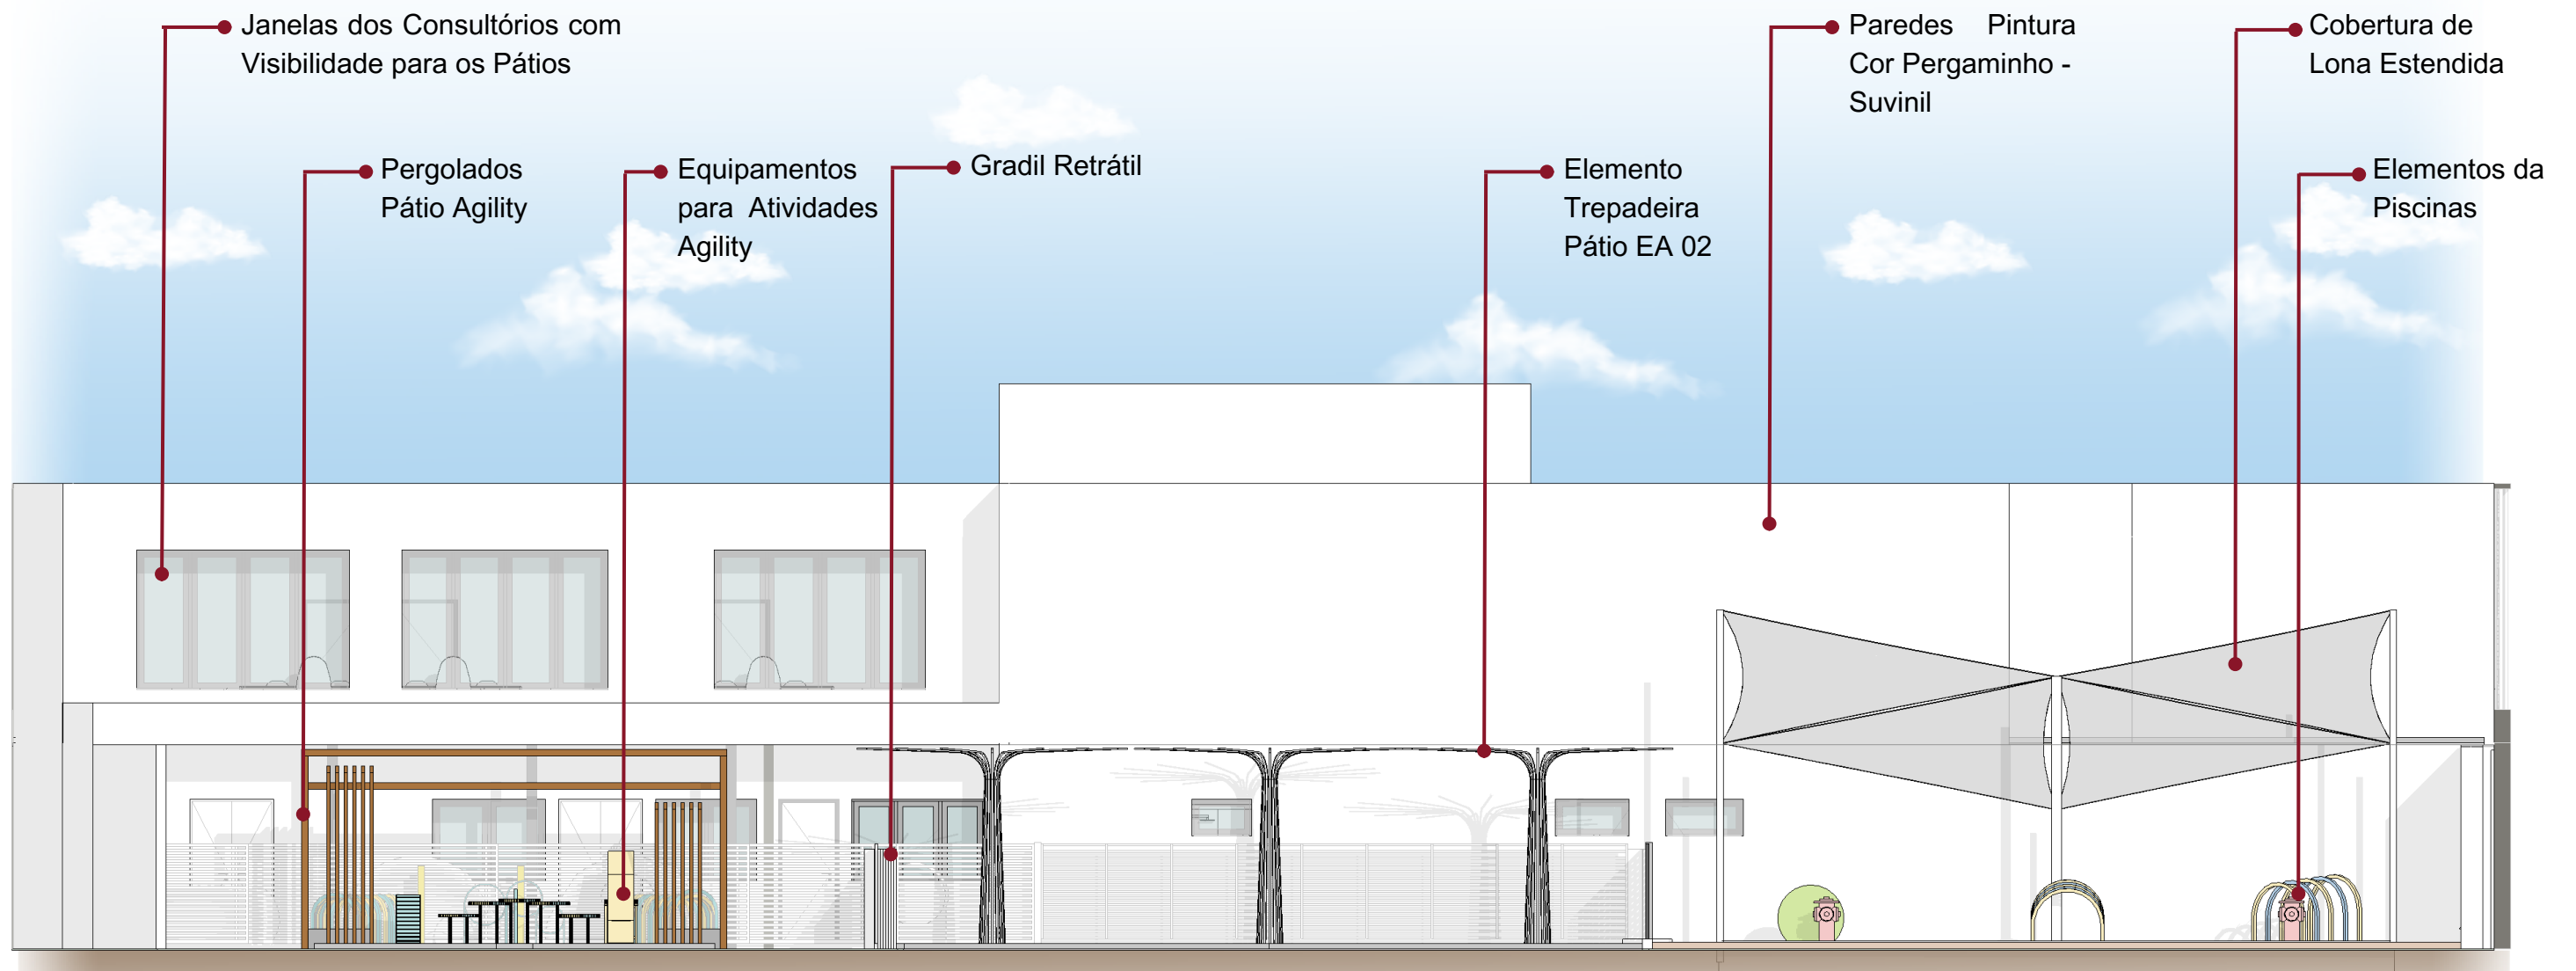 Janelas dos Consultórios com
Visibilidade para os Pátios
Paredes Pintura
Cor Pergaminho -
Suvinil
Cobertura de
Lona Estendida
Pergolados
Pátio Agility
Equipamentos
para Atividades
Agility
Gradil Retrátil
Elemento
Trepadeira
Pátio EA 02
Elementos da
Piscinas